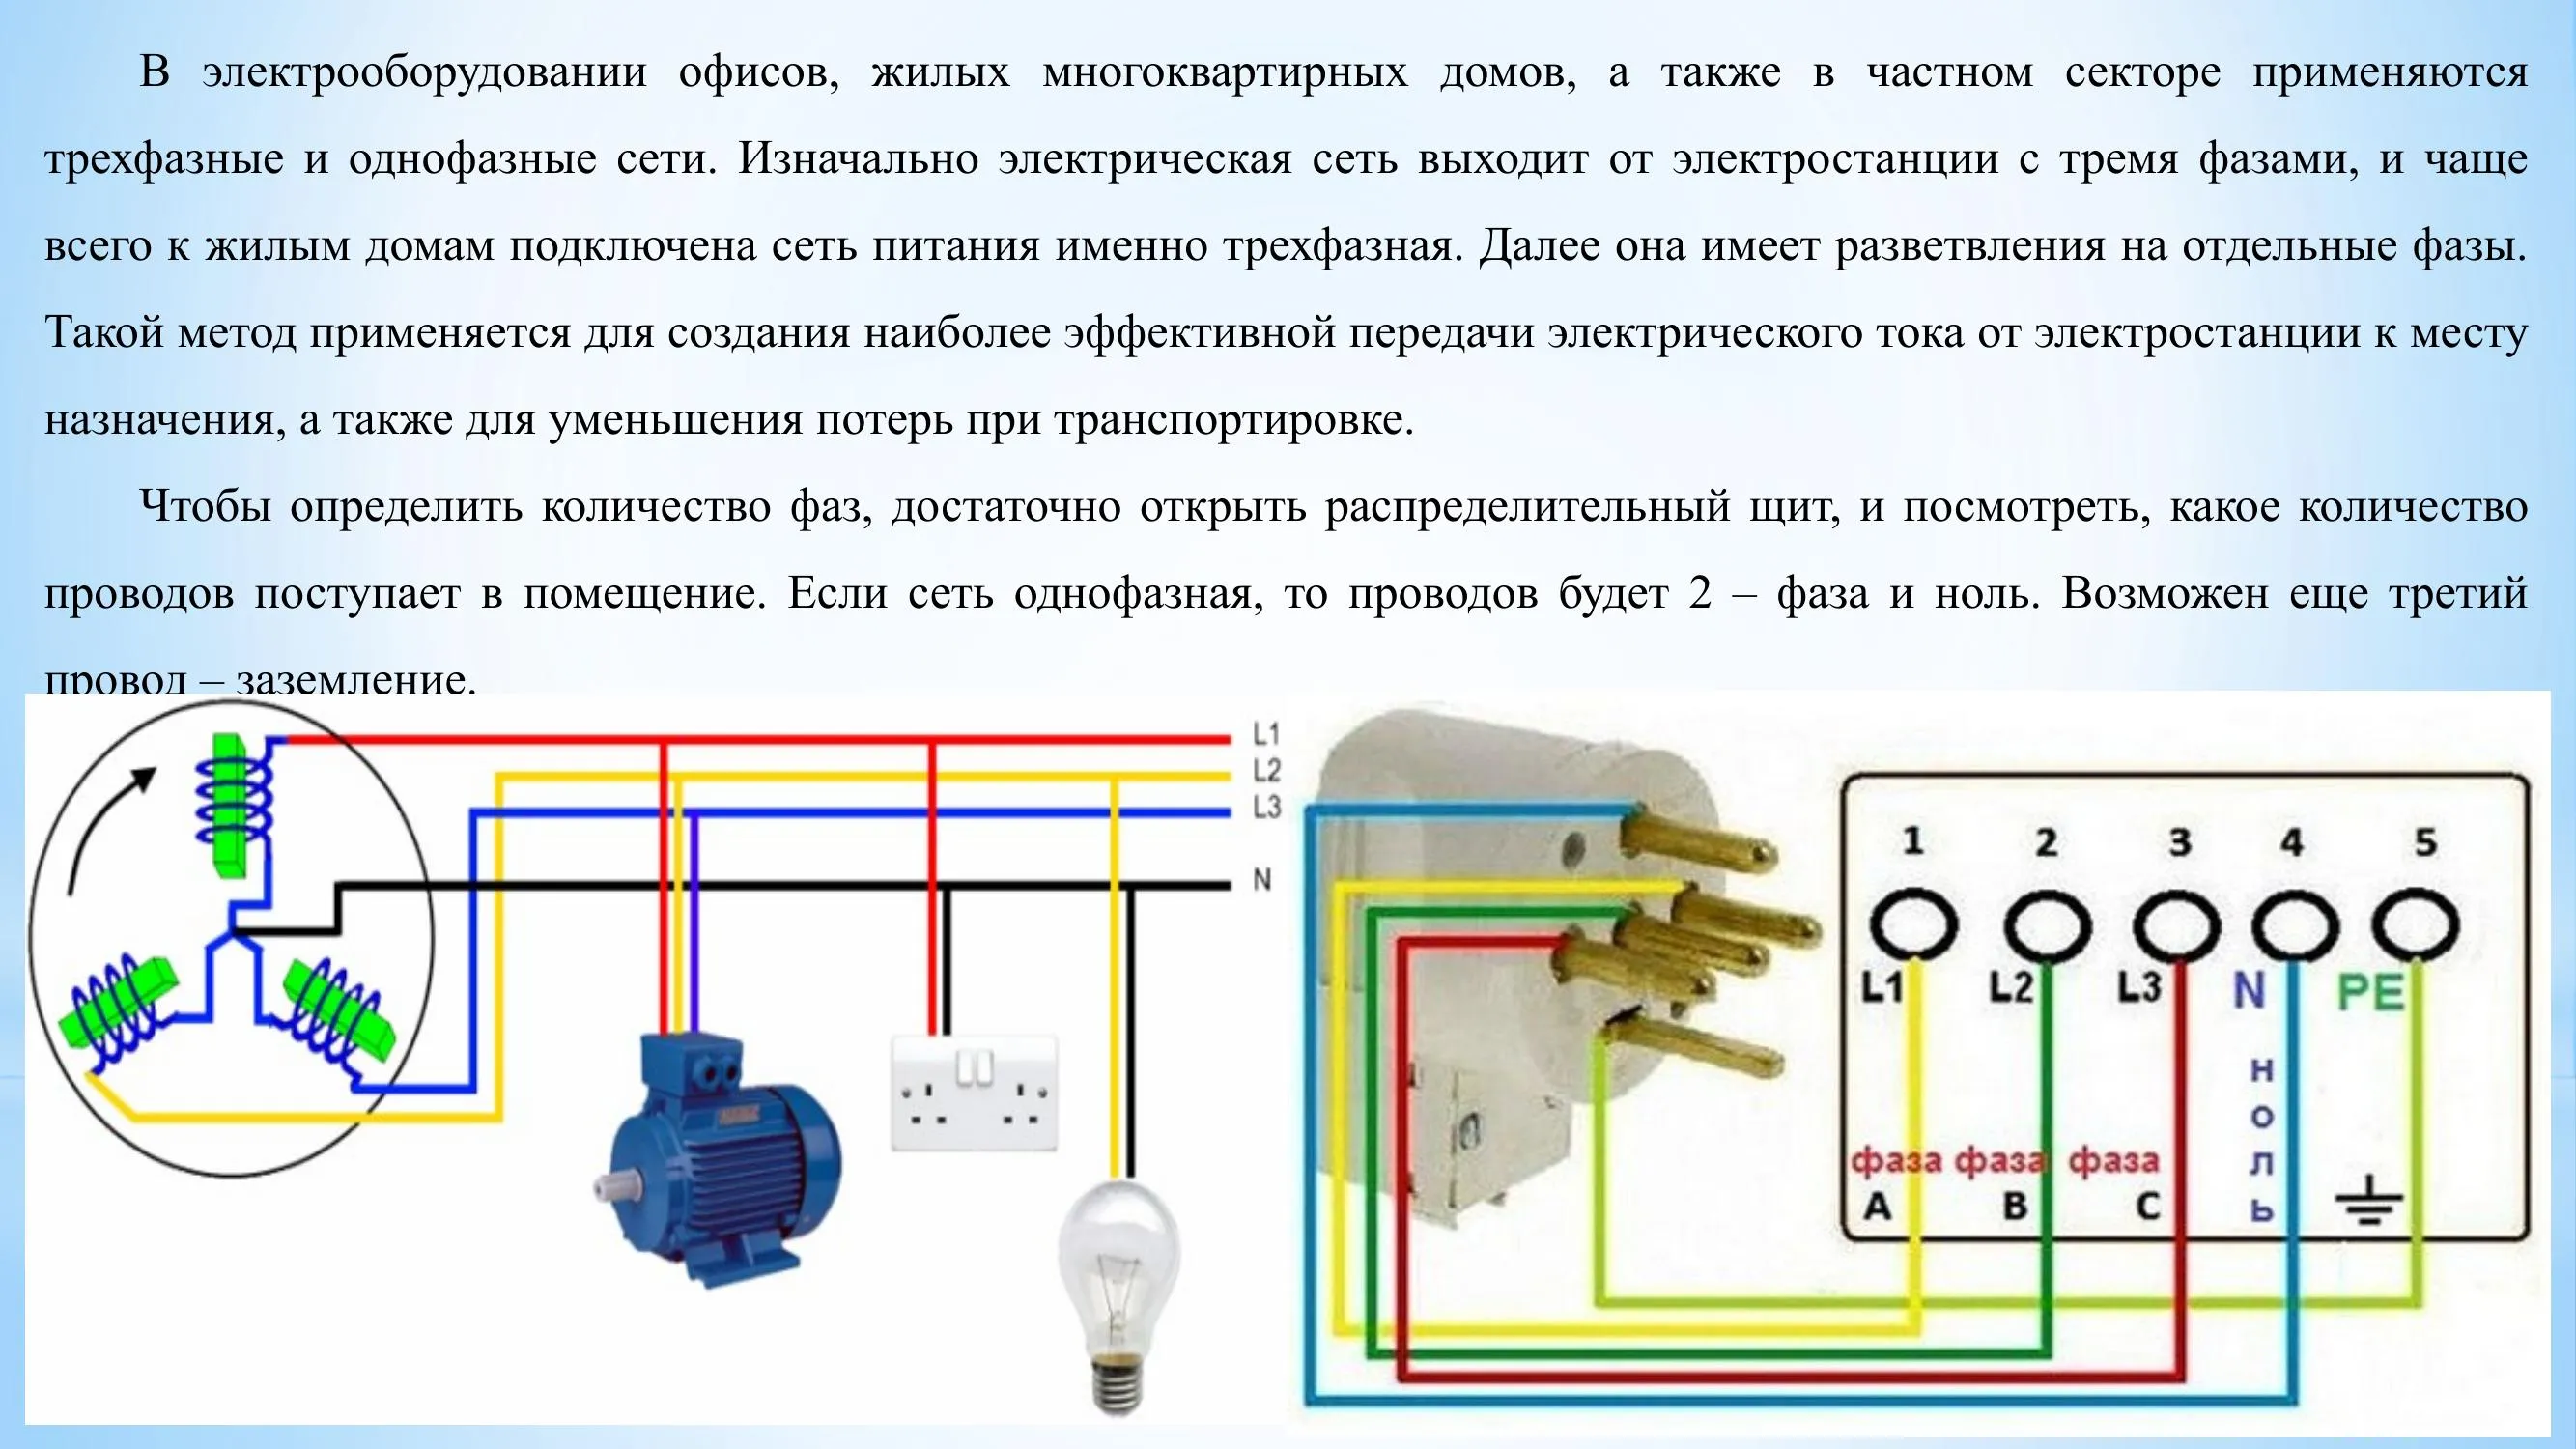 В электрооборудовании офисов, жилых многоквартирных домов, а также в частном секторе применяются
трехфазные и однофазные сети. Изначально электрическая сеть выходит от электростанции с тремя фазами, и чаще
всего к жилым домам подключена сеть питания именно трехфазная. Далее она имеет разветвления на отдельные фазы.
Такой метод применяется для создания наиболее эффективной передачи электрического тока от электростанции к месту
назначения, а также для уменьшения потерь при транспортировке.
Чтобы определить количество фаз, достаточно открыть распределительный щит, и посмотреть, какое количество
проводов поступает в помещение. Если сеть однофазная, то проводов будет 2 – фаза и ноль. Возможен еще третий
провод – заземление.
L1
L2
L3
N
1 2 3 4 5
L1 L2 L3 N PE
ноль
фаза фаза фаза
A B C